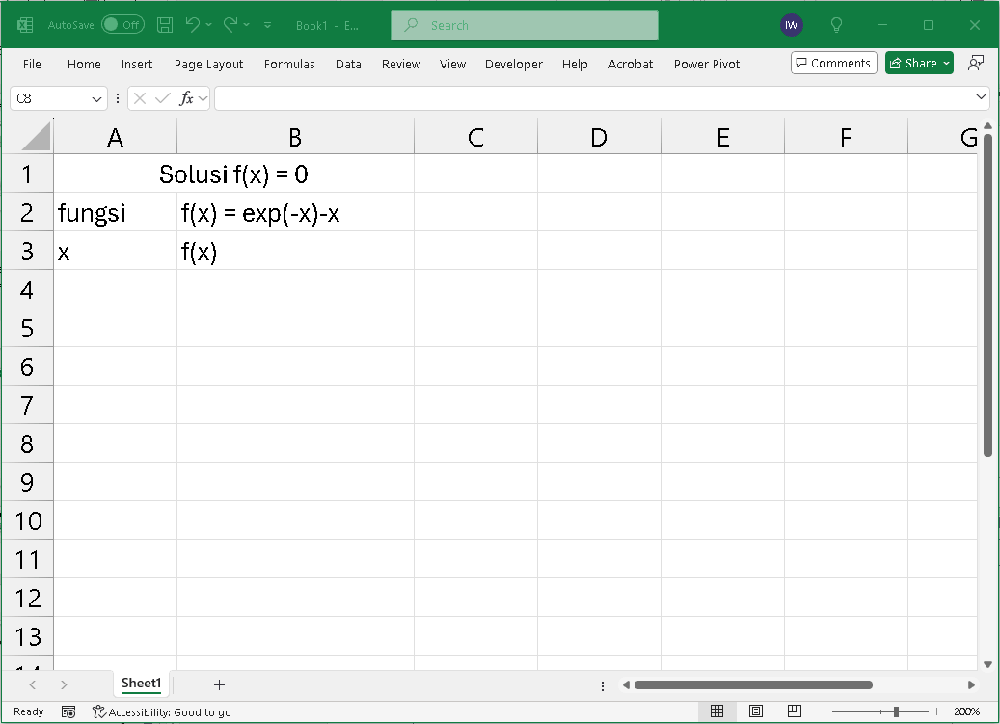 AutoSave Off Book1 - E... Search IW
File Home Insert Page Layout Formulas Data Review View Developer Help Acrobat Power Pivot Comments Share
C8 fx
A B C D E F G
1 Solusi f(x) = 0
2 fungsi f(x) = exp(-x)-x
3 x f(x)
4
5
6
7
8
9
10
11
12
13
Sheet1
Ready Accessibility: Good to go 200%